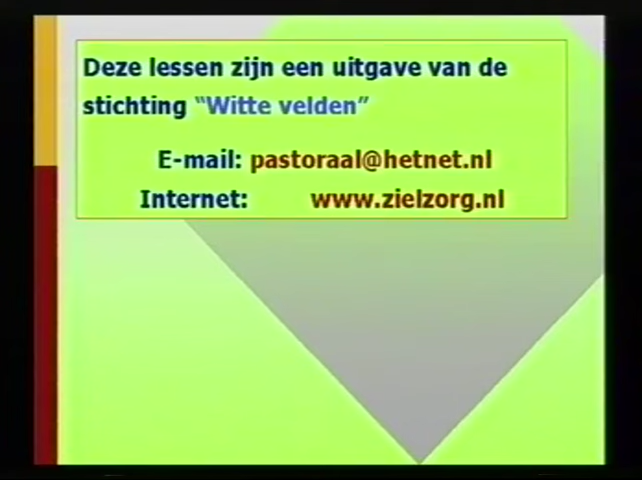 Deze lessen zijn een uitgave van de
stichting “Witte velden”
E-mail: pastoraal@hetnet.nl
Internet: www.zielzorg.nl